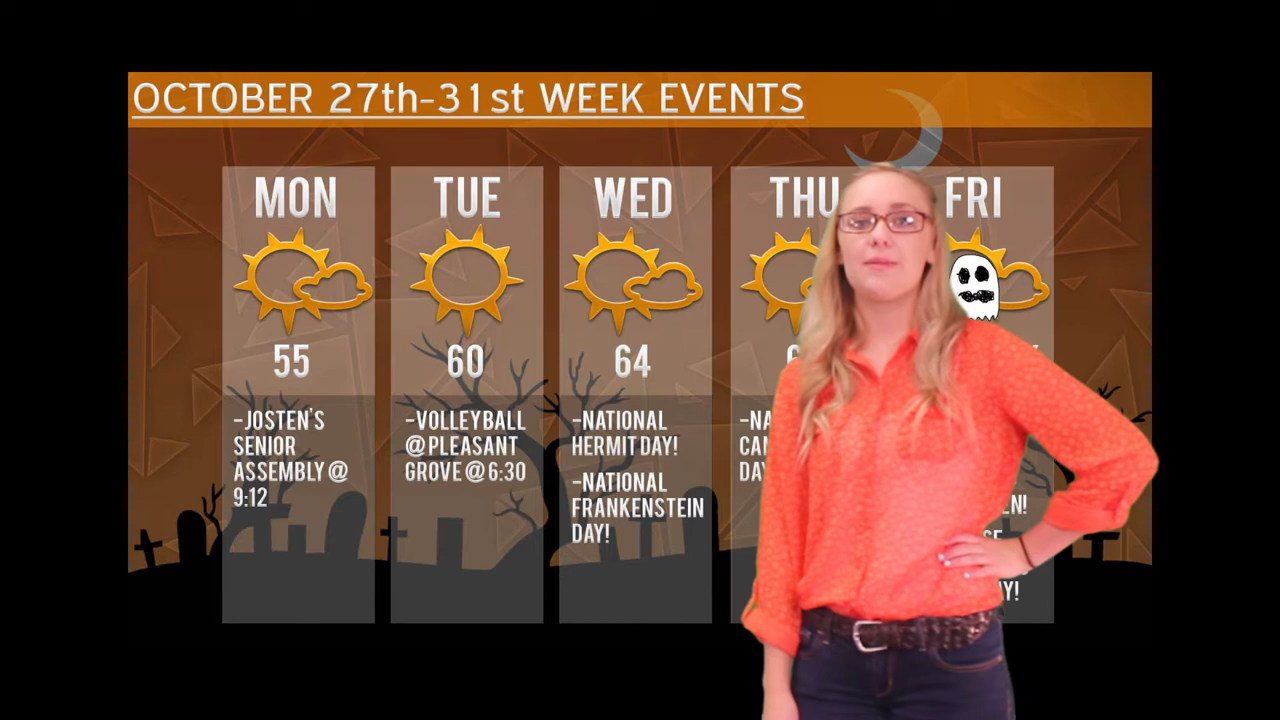 OCTOBER 27th-31st WEEK EVENTS
MON
55
-JOSTEN'S
SENIOR
ASSEMBLY @
9:12
TUE
60
-VOLLEYBALL
@ PLEASANT
GROVE @ 6:30
WED
64
-NATIONAL
HERMIT DAY!
-NATIONAL
FRANKENSTEIN
DAY!
THU
FRI